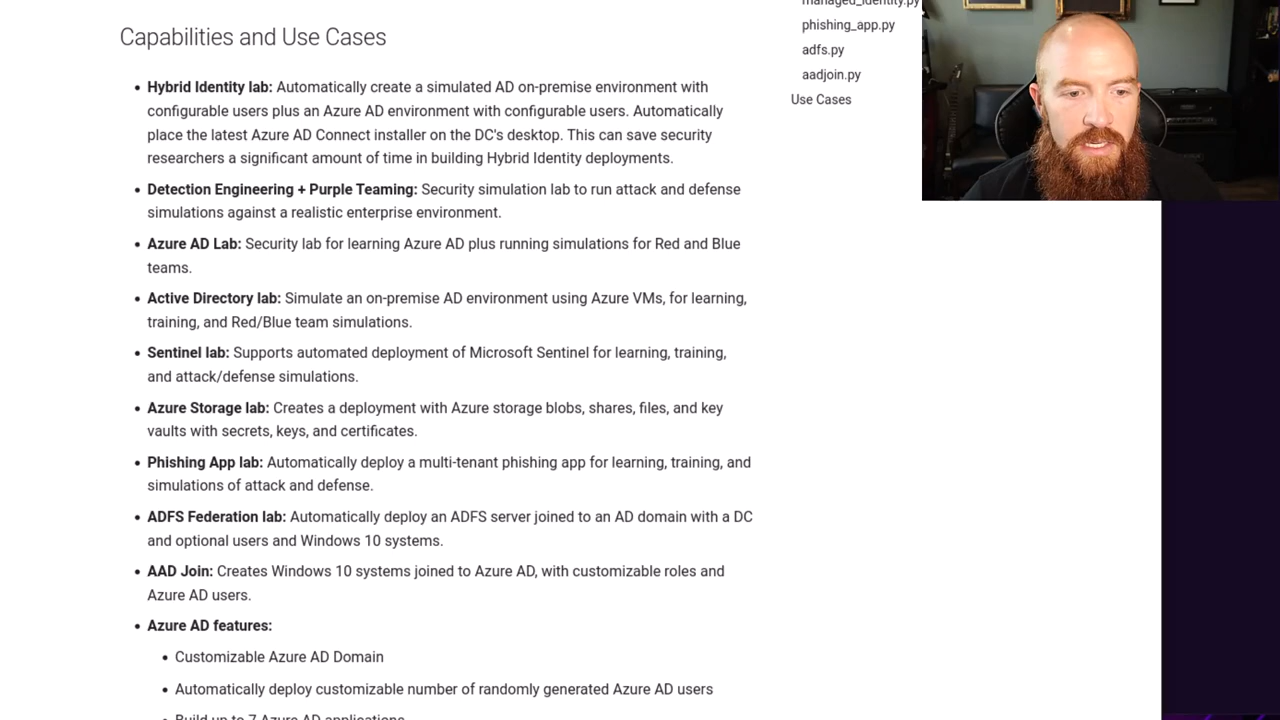 Capabilities and Use Cases
Hybrid Identity lab: Automatically create a simulated AD on-premise environment with
configurable users plus an Azure AD environment with configurable users. Automatically
place the latest Azure AD Connect installer on the DC's desktop. This can save security
researchers a significant amount of time in building Hybrid Identity deployments.
Detection Engineering + Purple Teaming: Security simulation lab to run attack and defense
simulations against a realistic enterprise environment.
Azure AD Lab: Security lab for learning Azure AD plus running simulations for Red and Blue
teams.
Active Directory lab: Simulate an on-premise AD environment using Azure VMs, for learning,
training, and Red/Blue team simulations.
Sentinel lab: Supports automated deployment of Microsoft Sentinel for learning, training,
and attack/defense simulations.
Azure Storage lab: Creates a deployment with Azure storage blobs, shares, files, and key
vaults with secrets, keys, and certificates.
Phishing App lab: Automatically deploy a multi-tenant phishing app for learning, training, and
simulations of attack and defense.
ADFS Federation lab: Automatically deploy an ADFS server joined to an AD domain with a DC
and optional users and Windows 10 systems.
AAD Join: Creates Windows 10 systems joined to Azure AD, with customizable roles and
Azure AD users.
Azure AD features:
Customizable Azure AD Domain
Automatically deploy customizable number of randomly generated Azure AD users
Build up to 7 Azure AD applications
managed_identity.py
phishing_app.py
adfs.py
aadjoin.py
Use Cases